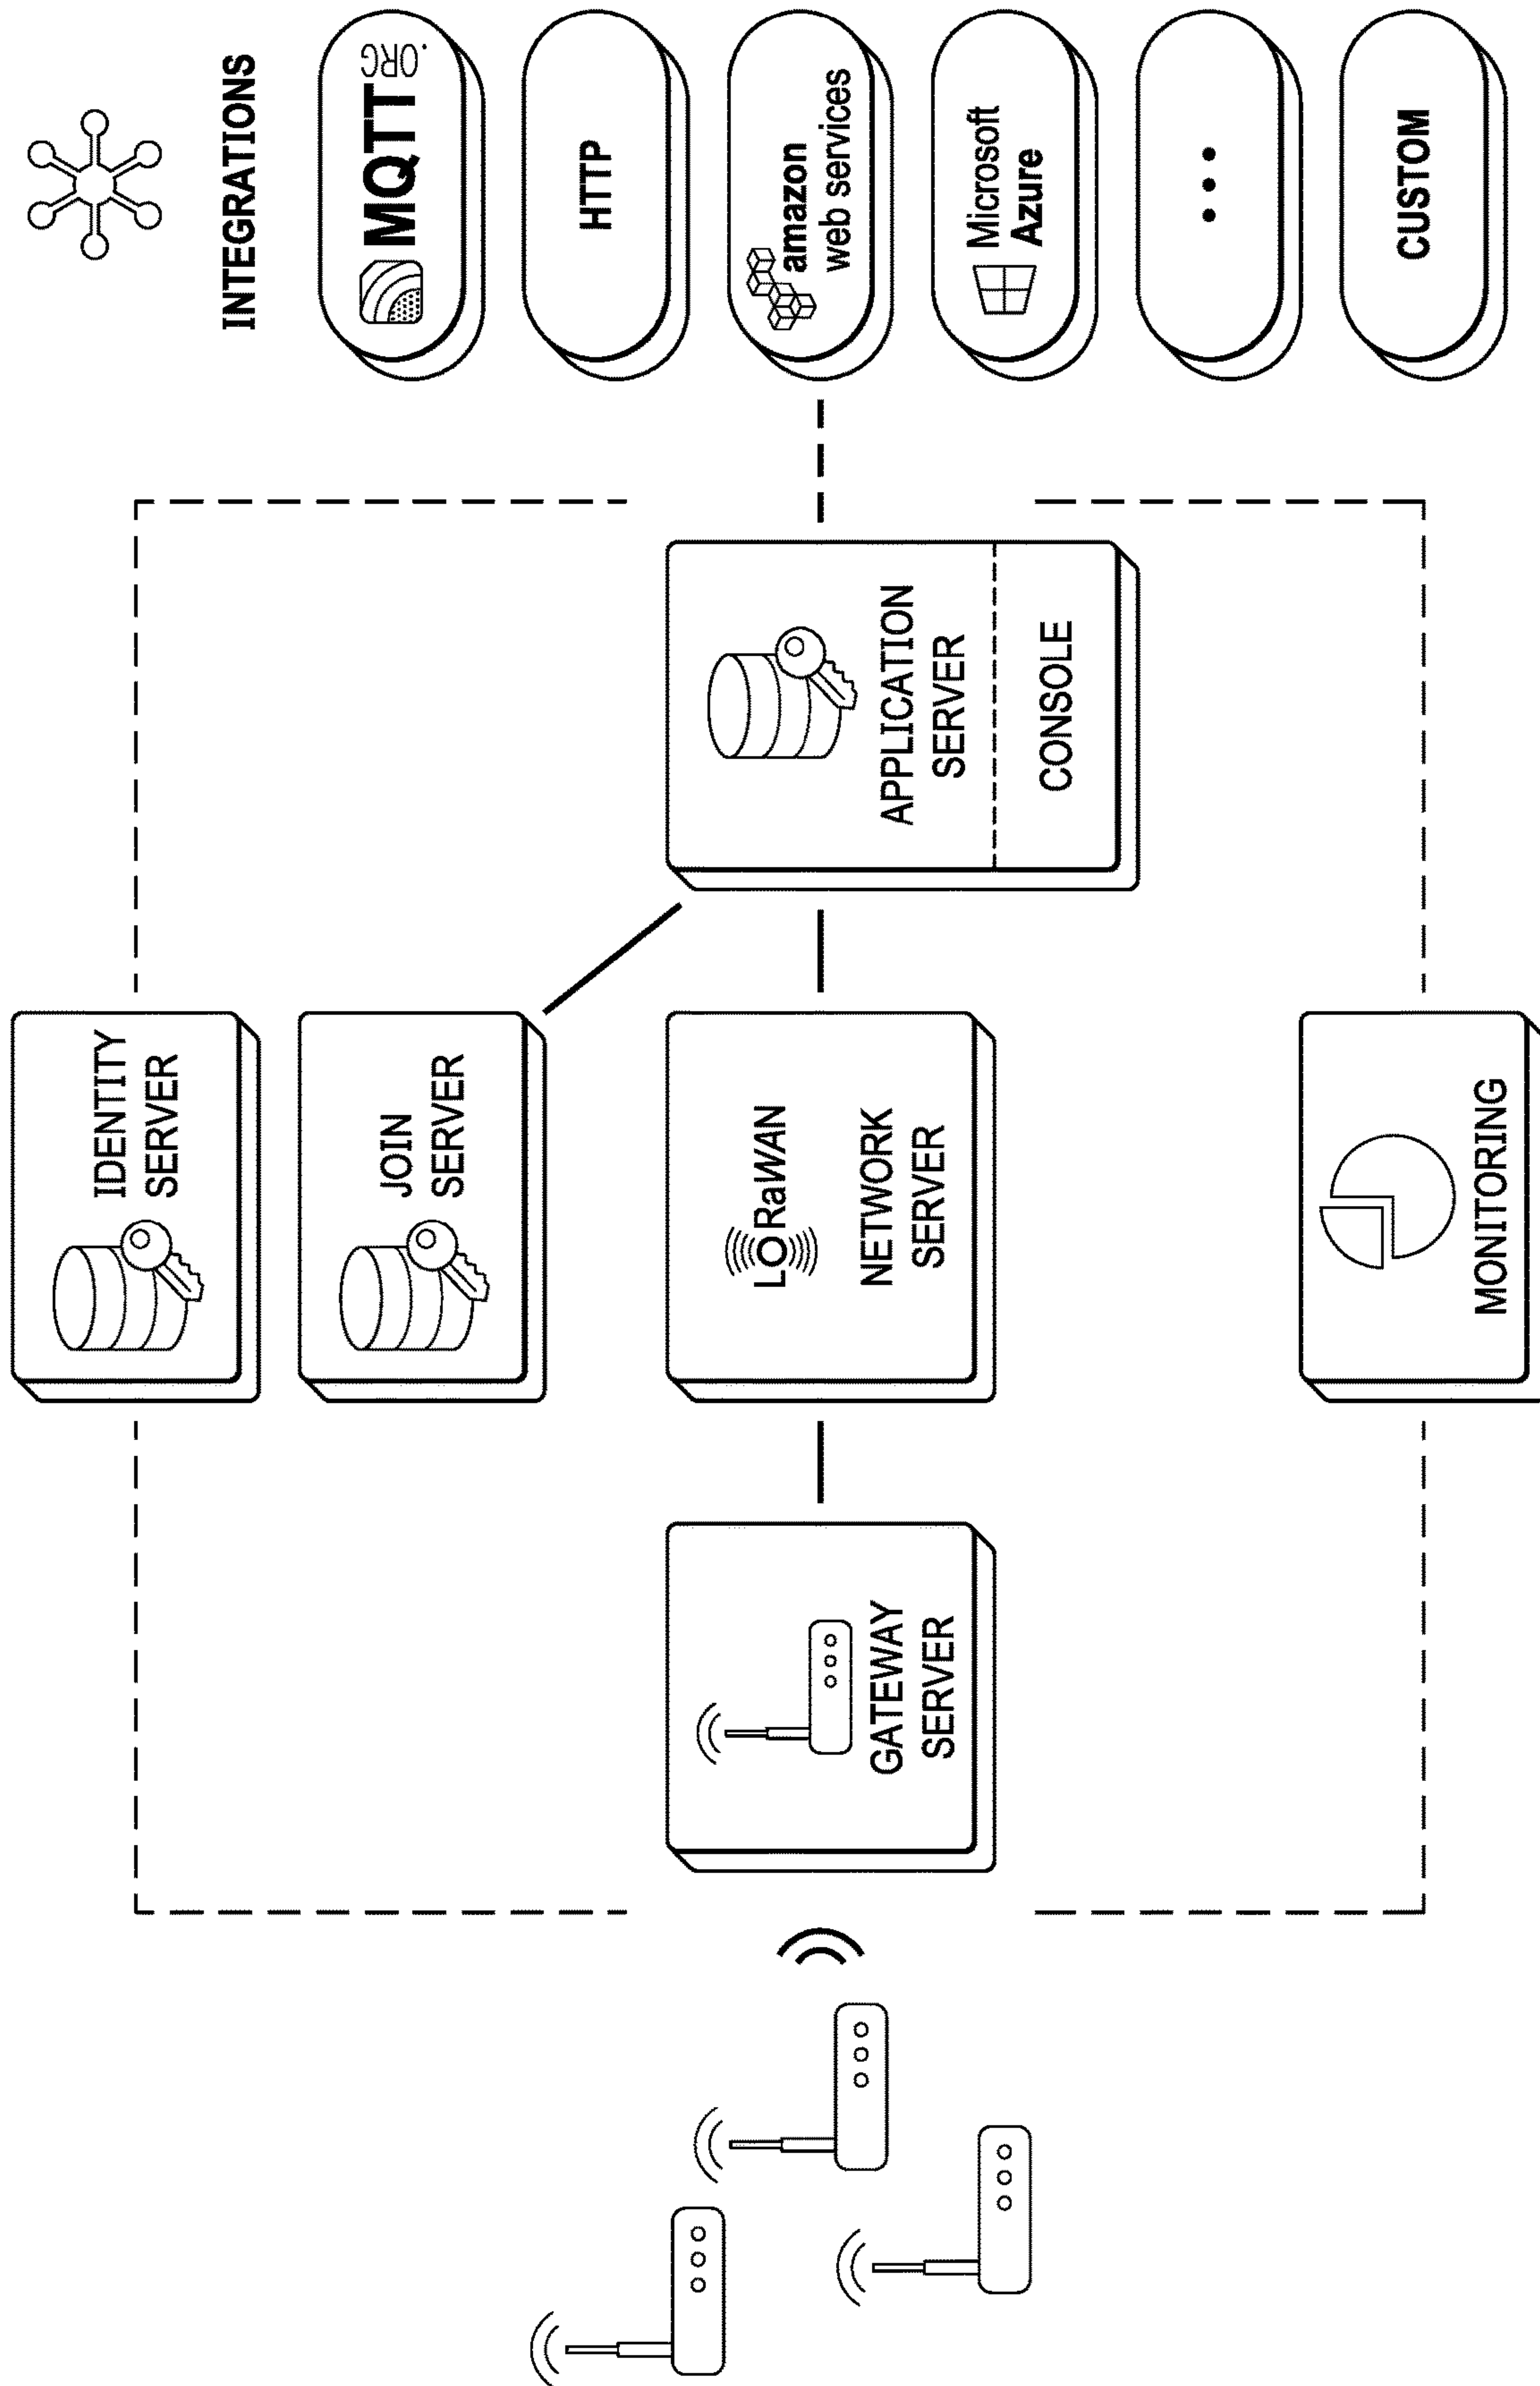 IDENTITY
SERVER
JOIN
SERVER
LORaWAN
NETWORK
SERVER
GATEWAY
SERVER
APPLICATION
SERVER
CONSOLE
MONITORING
INTEGRATIONS
MQTT.ORG
HTTP
amazon
web services
Microsoft
Azure
...
CUSTOM